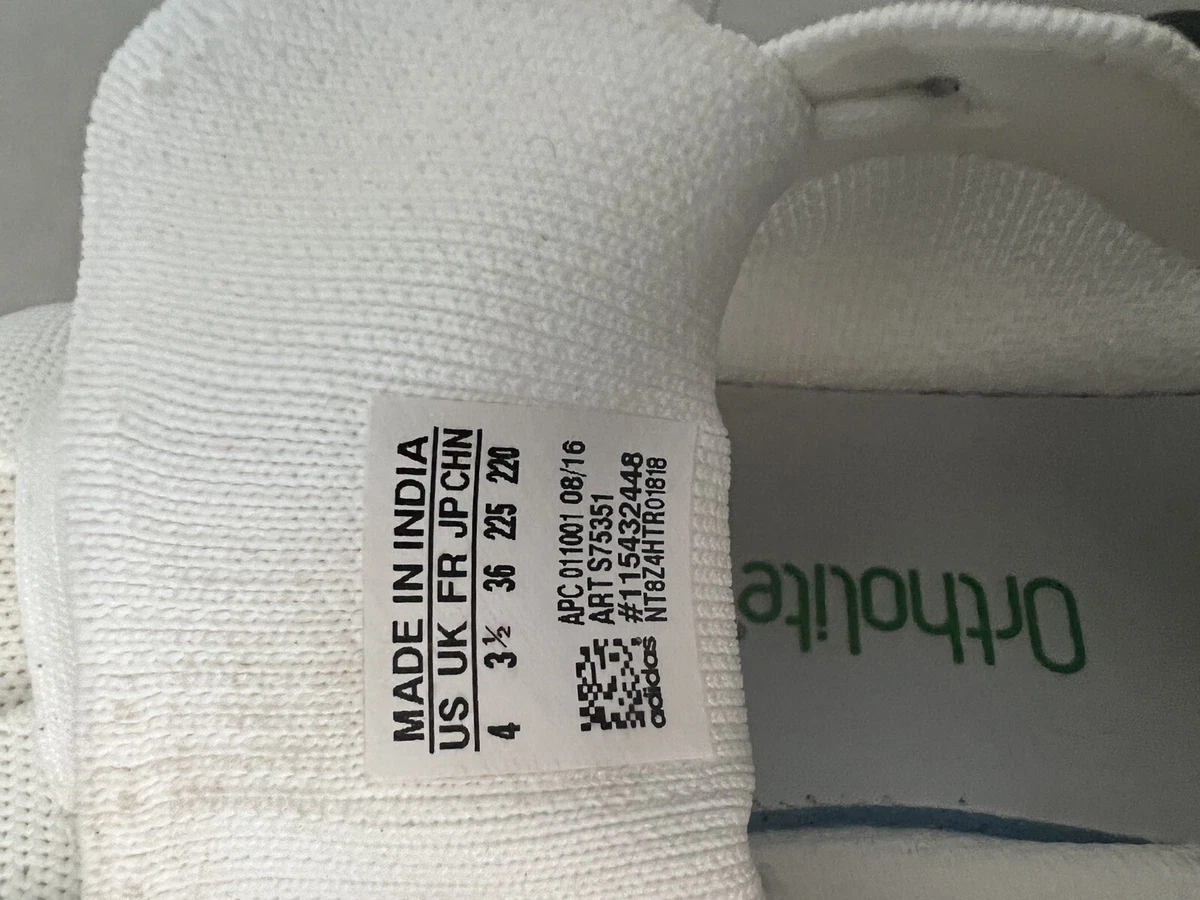 MADE IN INDIA
US UK FR JP CHN
4 3½ 36 225 220
APC 011001 08/16
ART S75351
#115432448
NT8Z4HTR01818
adidas
Ortholite